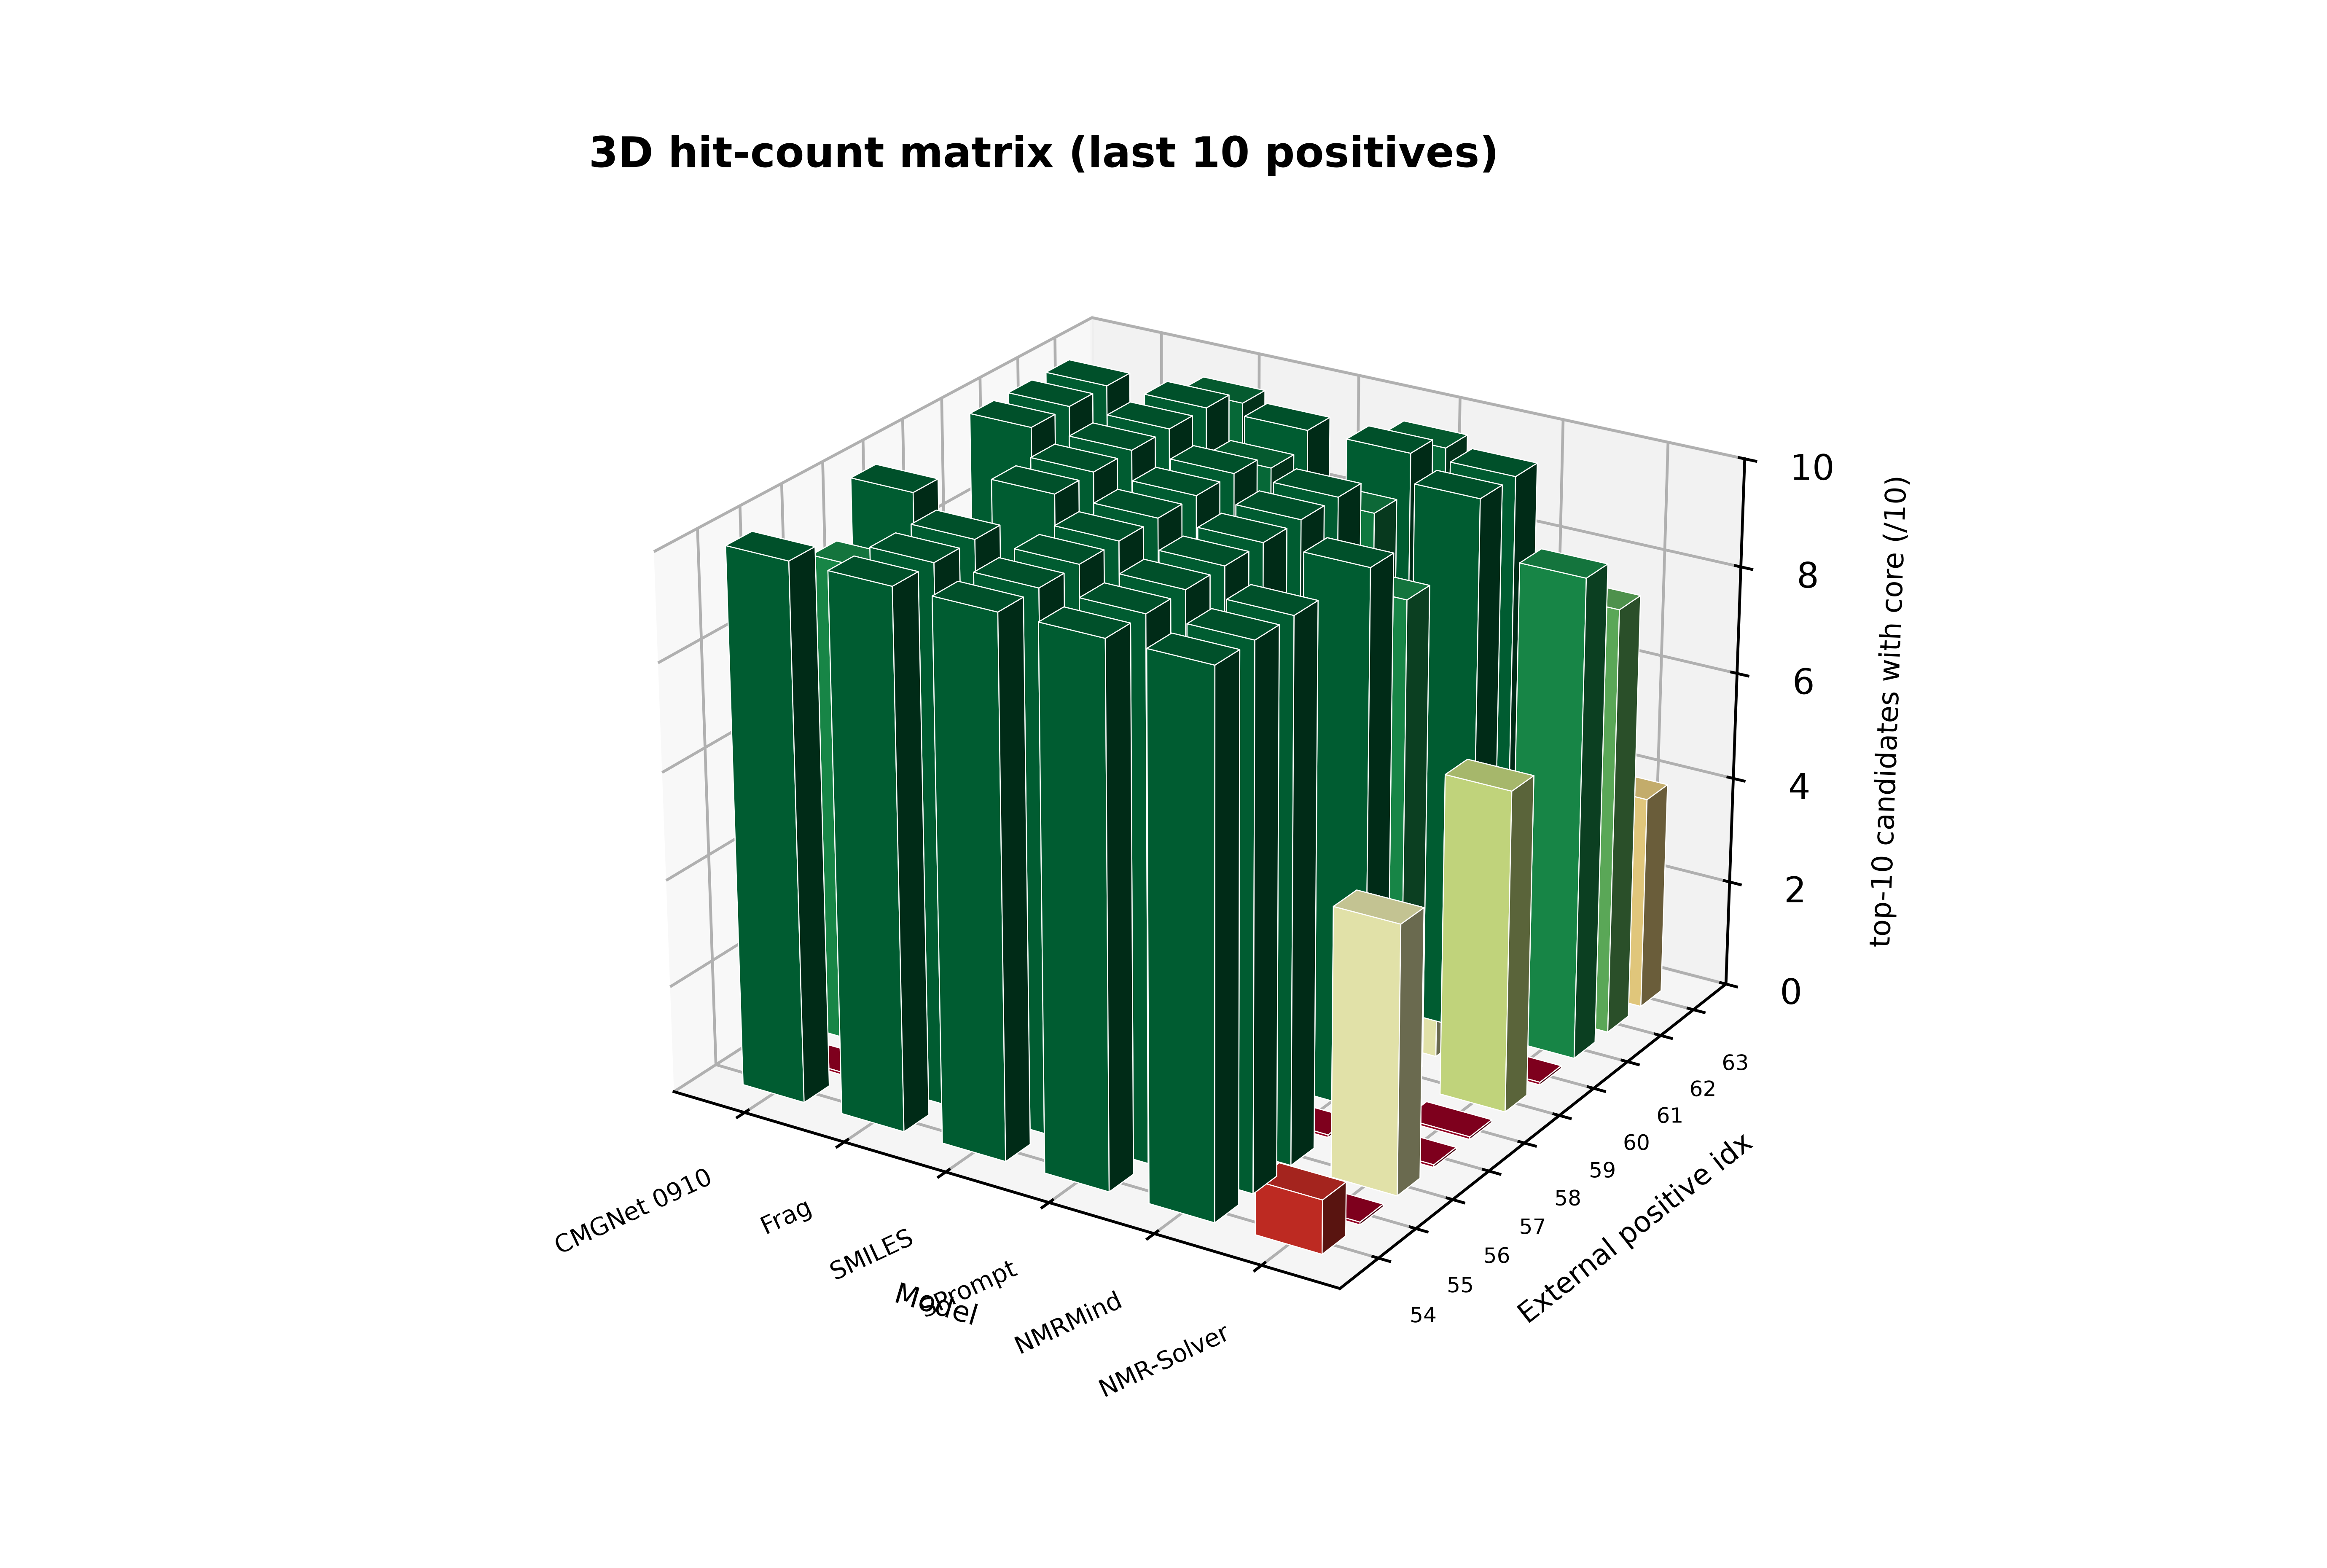 3D hit-count matrix (last 10 positives)
10
8
6
4
2
0
top-10 candidates with core (/10)
63
62
61
60
59
58
57
56
55
54
External positive idx
CMGNet 0910
Frag
SMILES
Prompt
NMRMind
NMR-Solver
Model